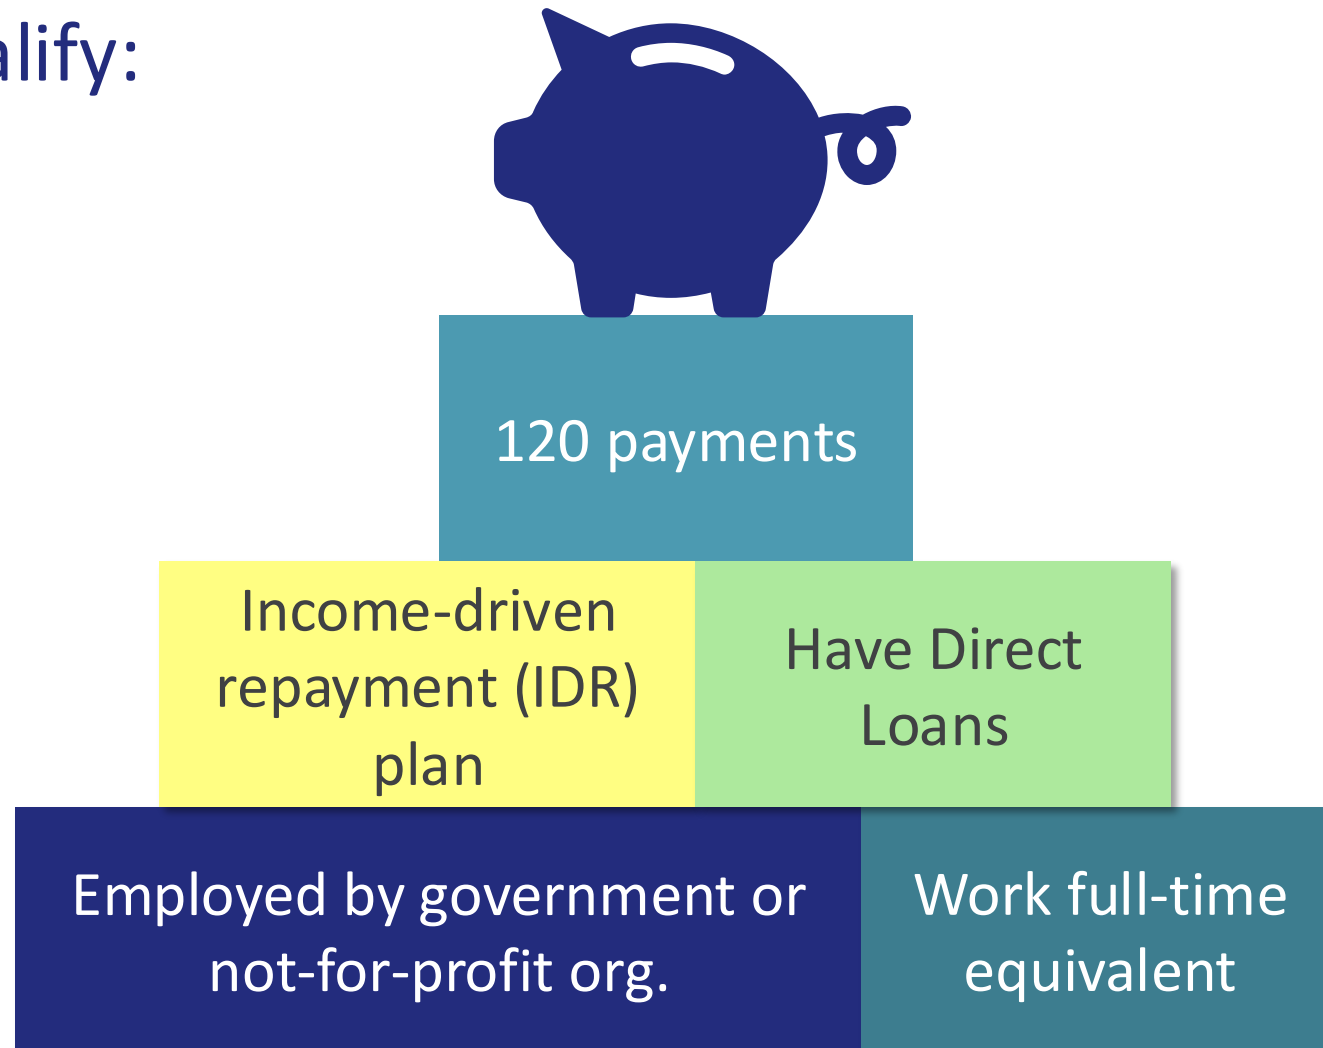 alify:
120 payments
Income-driven
repayment (IDR)
plan
Have Direct
Loans
Employed by government or
not-for-profit org.
Work full-time
equivalent